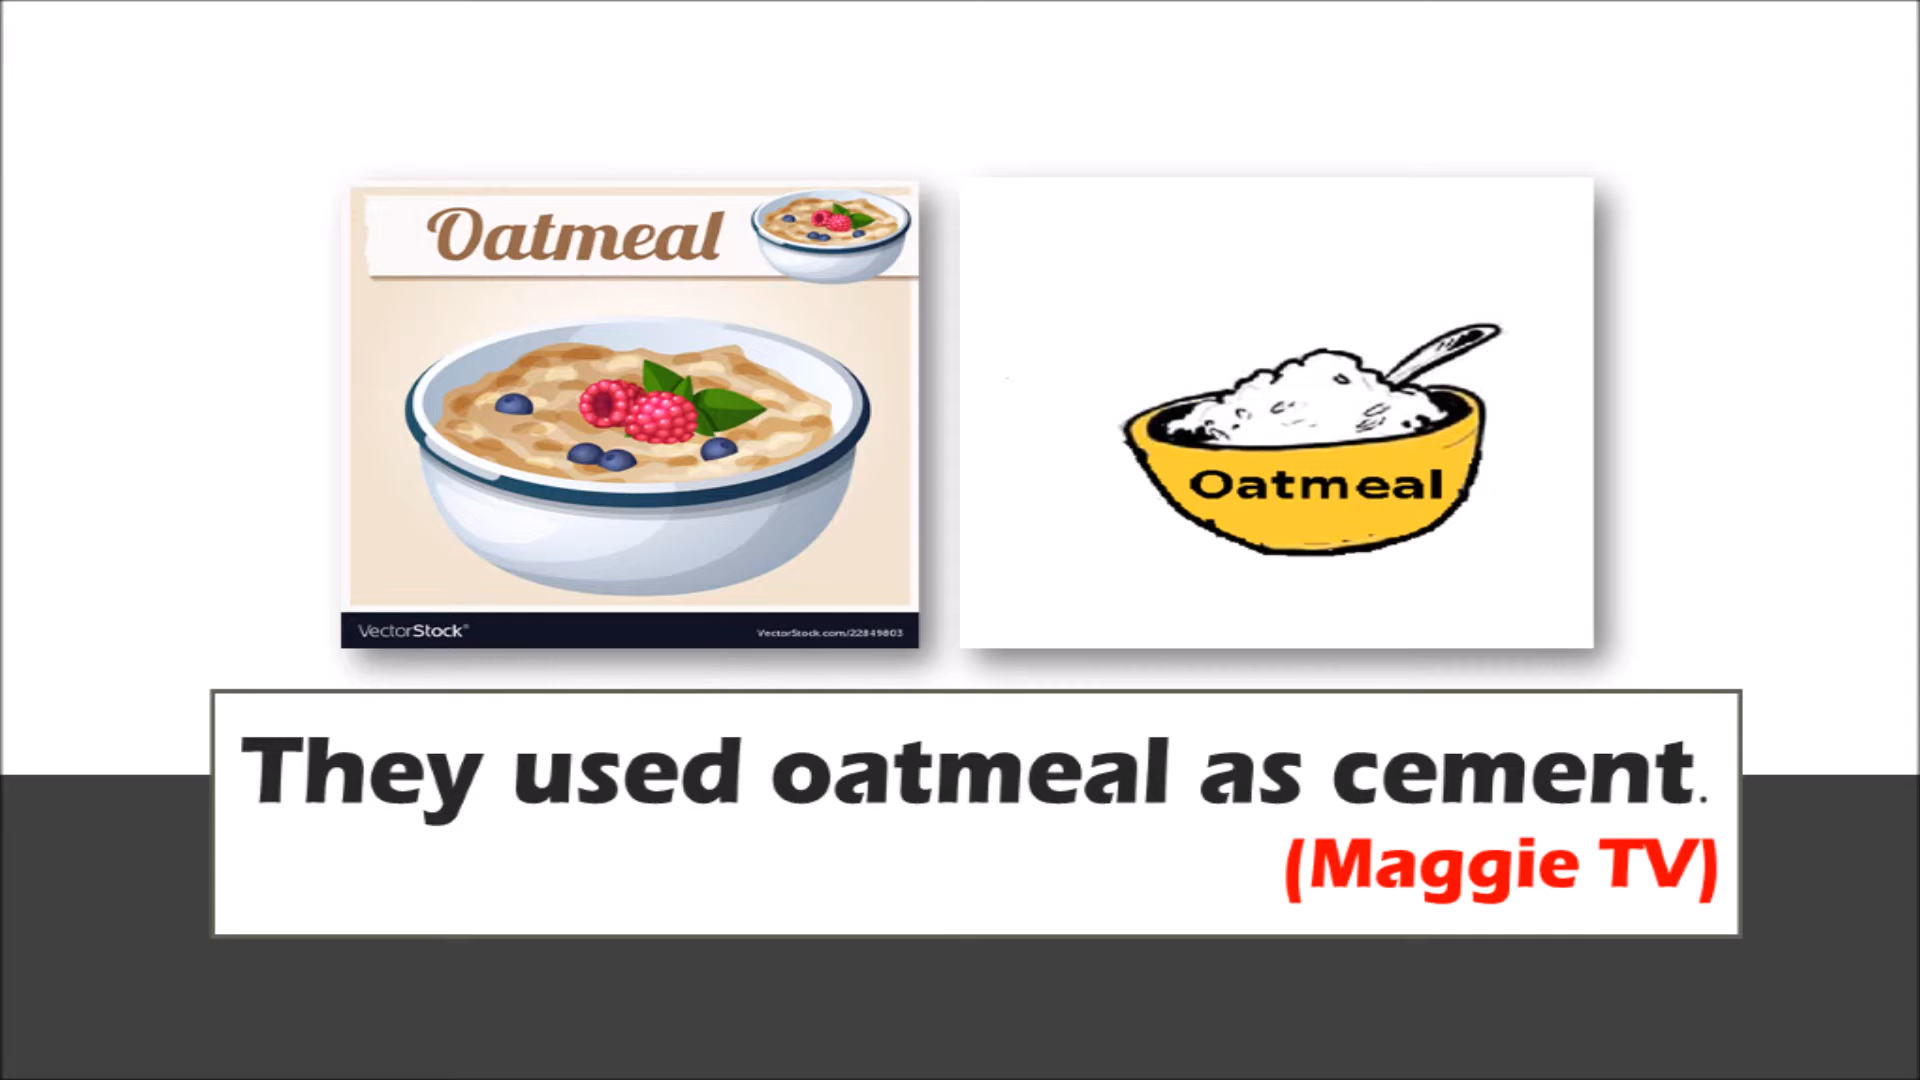 Oatmeal
VectorStock®
VectorStock.com/22849803
Oatmeal
They used oatmeal as cement.
(Maggie TV)